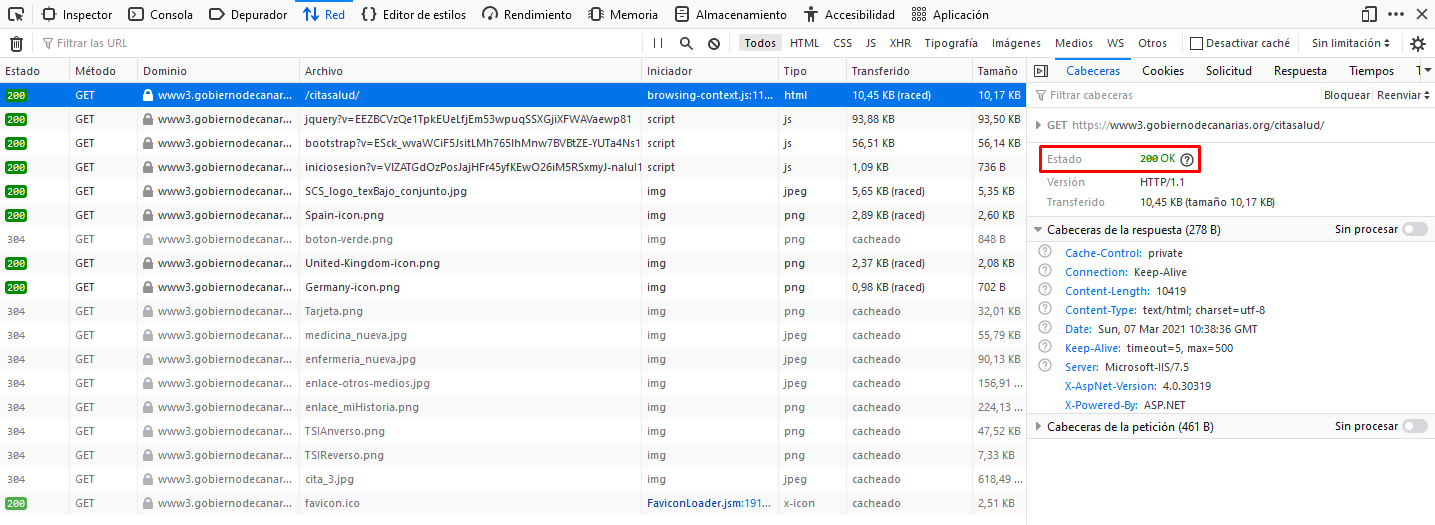 Inspector Consola Depurador Red Editor de estilos Rendimiento Memoria Almacenamiento Accesibilidad Aplicación
Filtrar las URL Todos HTML CSS JS XHR Tipografía Imágenes Medios WS Otros Desactivar caché Sin limitación
Estado Método Dominio Archivo Iniciador Tipo Transferido Tamaño
200 GET www3.gobiernodecanar... /citasalud/ browsing-context.js:11... html 10,45 KB (raced) 10,17 KB
200 GET www3.gobiernodecanar... jquery?v=EEZBCVzQe1TpkEUeLfjEm53wpuqSSXGjiXFWAVaewp81 script js 93,88 KB 93,50 KB
200 GET www3.gobiernodecanar... bootstrap?v=ESck_wvaWCiF5JsitLMh765IhMnw7BVBtZE-YUTa4Ns1 script js 56,51 KB 56,14 KB
200 GET www3.gobiernodecanar... iniciosesion?v=VIZATGdOzPosJajHFr45yfKEwO26iM5RSxmyJ-naIuI1 script js 1,09 KB 736 B
200 GET www3.gobiernodecanar... SCS_logo_texBajo_conjunto.jpg img jpeg 5,65 KB (raced) 5,35 KB
200 GET www3.gobiernodecanar... Spain-icon.png img png 2,89 KB (raced) 2,60 KB
304 GET www3.gobiernodecanar... boton-verde.png img png cacheado 848 B
200 GET www3.gobiernodecanar... United-Kingdom-icon.png img png 2,37 KB (raced) 2,08 KB
200 GET www3.gobiernodecanar... Germany-icon.png img png 0,98 KB (raced) 702 B
304 GET www3.gobiernodecanar... Tarjeta.png img png cacheado 32,01 KB
304 GET www3.gobiernodecanar... medicina_nueva.jpg img jpeg cacheado 55,79 KB
304 GET www3.gobiernodecanar... enfermeria_nueva.jpg img jpeg cacheado 90,13 KB
304 GET www3.gobiernodecanar... enlace-otros-medios.jpg img jpeg cacheado 156,91 ...
304 GET www3.gobiernodecanar... enlace_miHistoria.png img png cacheado 224,13 ...
304 GET www3.gobiernodecanar... TSIAnverso.png img png cacheado 47,52 KB
304 GET www3.gobiernodecanar... TSIReverso.png img png cacheado 7,33 KB
304 GET www3.gobiernodecanar... cita_3.jpg img jpeg cacheado 618,49 ...
200 GET www3.gobiernodecanar... favicon.ico FaviconLoader.jsm:191... x-icon cacheado 2,51 KB
Cabeceras Cookies Solicitud Respuesta Tiempos T
Filtrar cabeceras Bloquear Reenviar
GET https://www3.gobiernodecanarias.org/citasalud/
Estado 200 OK ?
Versión HTTP/1.1
Transferido 10,45 KB (tamaño 10,17 KB)
Cabeceras de la respuesta (278 B) Sin procesar
? Cache-Control: private
? Connection: Keep-Alive
? Content-Length: 10419
? Content-Type: text/html; charset=utf-8
? Date: Sun, 07 Mar 2021 10:38:36 GMT
? Keep-Alive: timeout=5, max=500
? Server: Microsoft-IIS/7.5
X-AspNet-Version: 4.0.30319
X-Powered-By: ASP.NET
Cabeceras de la petición (461 B) Sin procesar